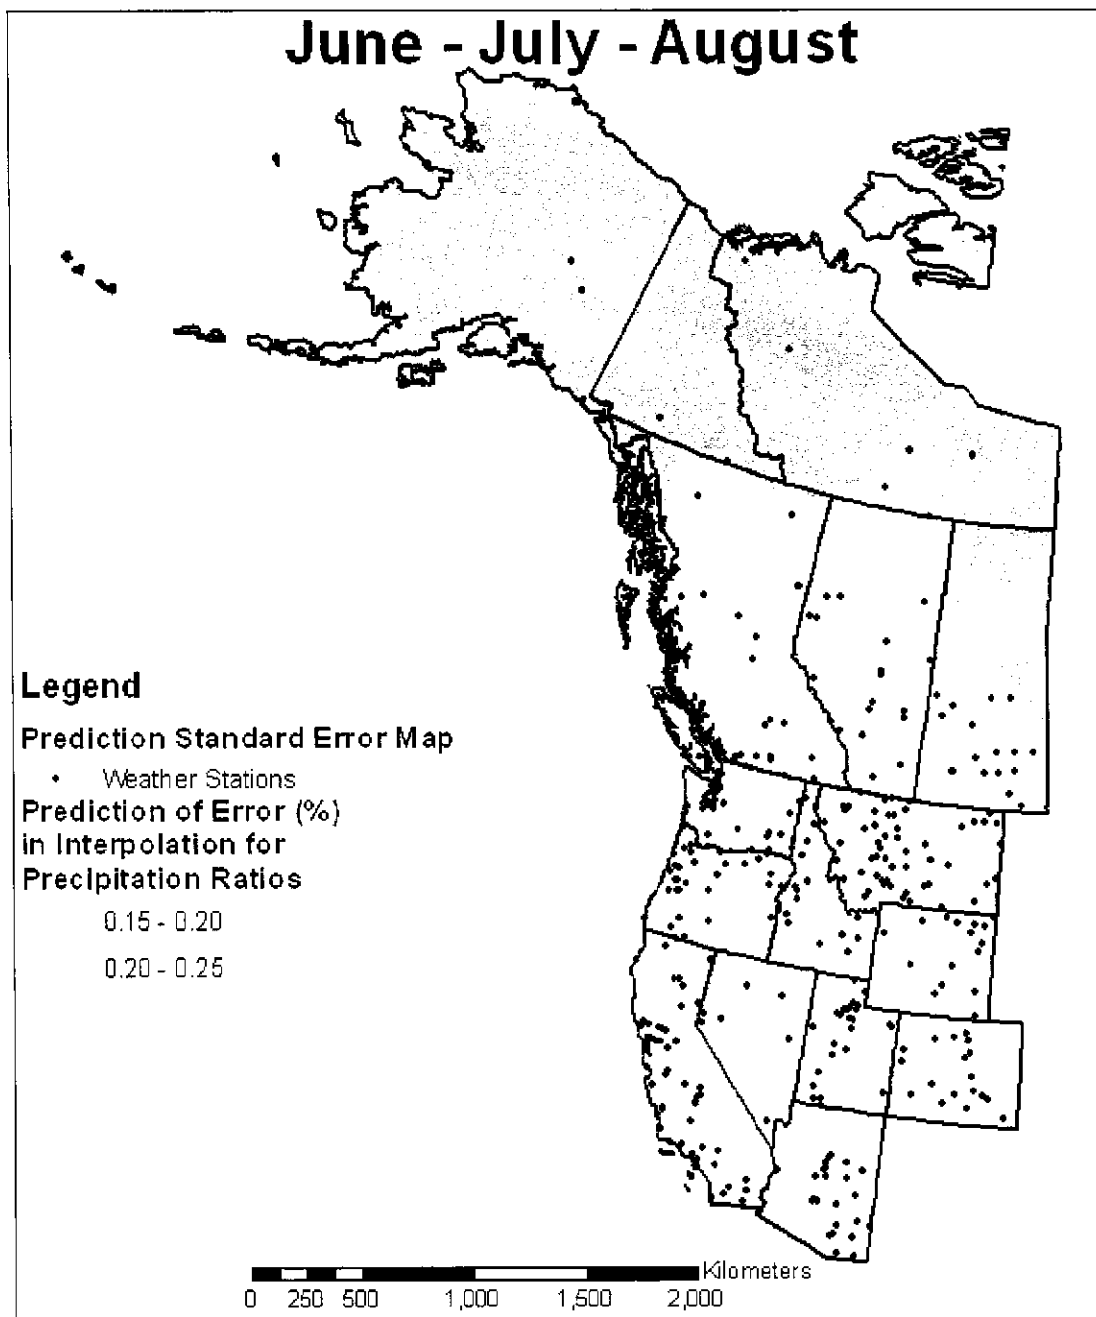 June - July - August
Legend
Prediction Standard Error Map
Weather Stations
Prediction of Error (%)
in Interpolation for
Precipitation Ratios
0.15 - 0.20
0.20 - 0.25
Kilometers
0 250 500 1,000 1,500 2,000